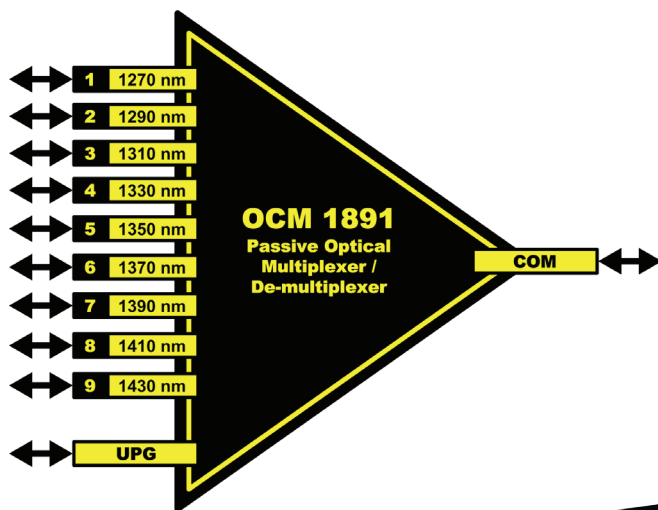 1 1270 nm
2 1290 nm
3 1310 nm
4 1330 nm
5 1350 nm
6 1370 nm
7 1390 nm
8 1410 nm
9 1430 nm
UPG
OCM 1891
Passive Optical
Multiplexer /
De-multiplexer
COM